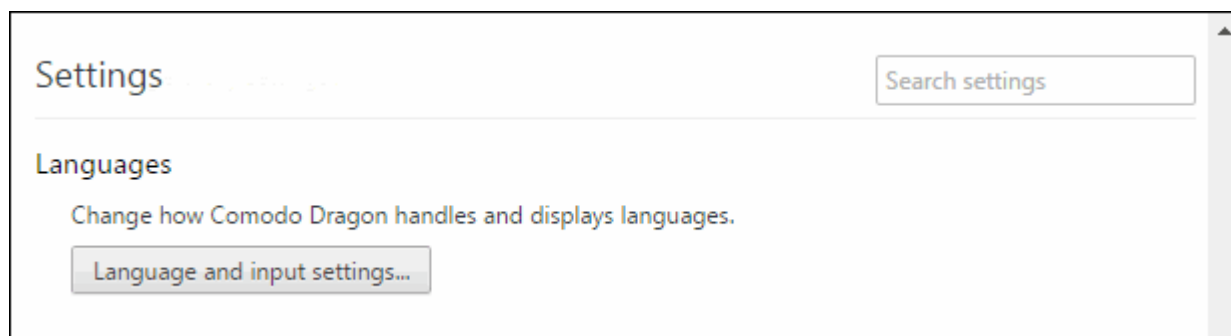 Settings
Search settings
Languages
Change how Comodo Dragon handles and displays languages.
Language and input settings...